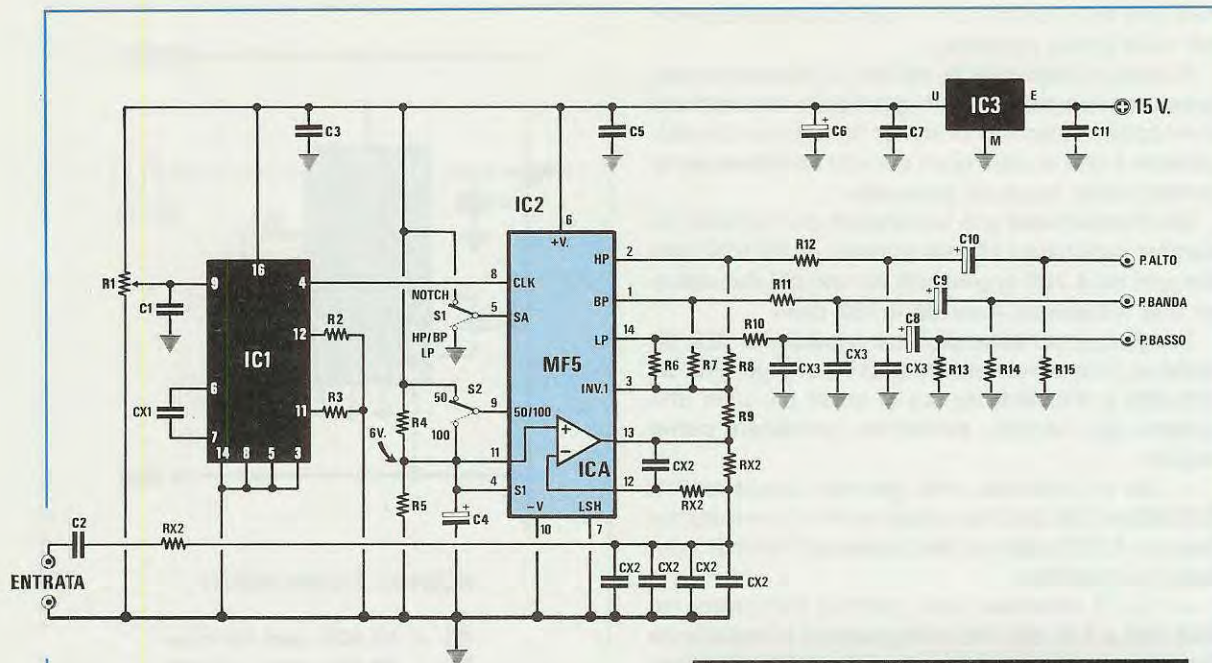 U
IC3
E
15 V.
M
C3
C5
C6
+
C7
C11
IC2
6
+V.
R1
C1
9
16
4
12
R2
IC1
11
R3
6
CX1
7
14
8
5
3
NOTCH
S1
HP/BP
LP
8
CLK
5
SA
S2
50
100
9
50/100
R4
6V.
R5
11
4
S1
C4
+
-V
10
LSH
7
MF5
+
-
ICA
HP
2
BP
1
LP
14
INV.1
3
13
12
R12
R11
R10
R6
R7
R8
R9
CX2
RX2
RX2
CX3
CX3
CX3
+
C10
+
C9
+
C8
R13
R14
R15
P.ALTO
P.BANDA
P.BASSO
C2
RX2
ENTRATA
CX2
CX2
CX2
CX2